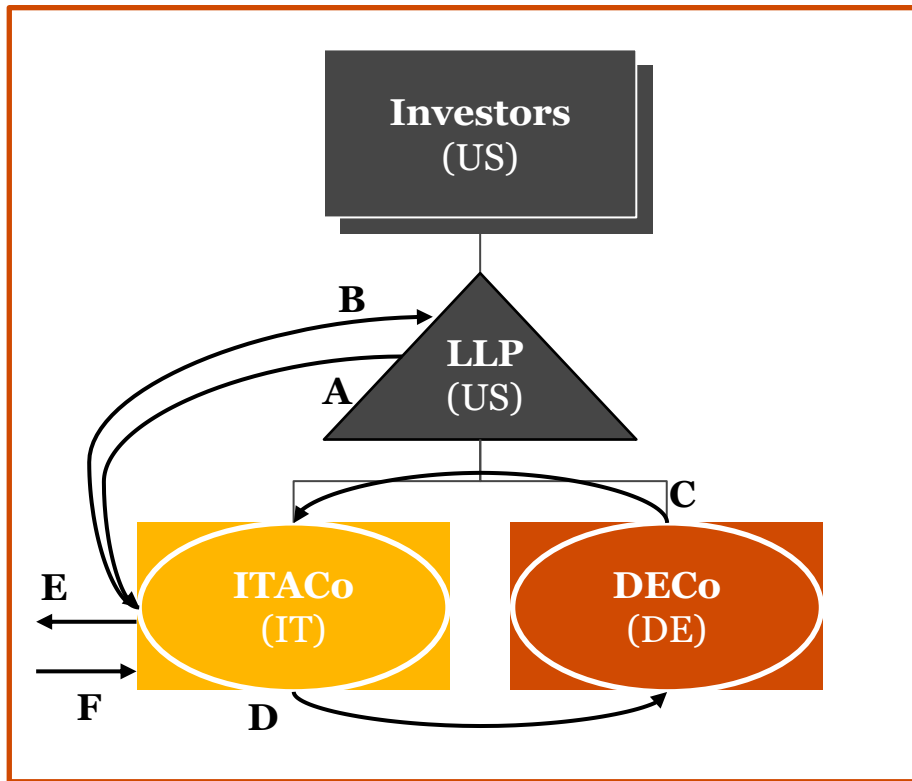 Investors
(US)
B
LLP
(US)
A
C
ITACo
(IT)
DECo
(DE)
E
F
D